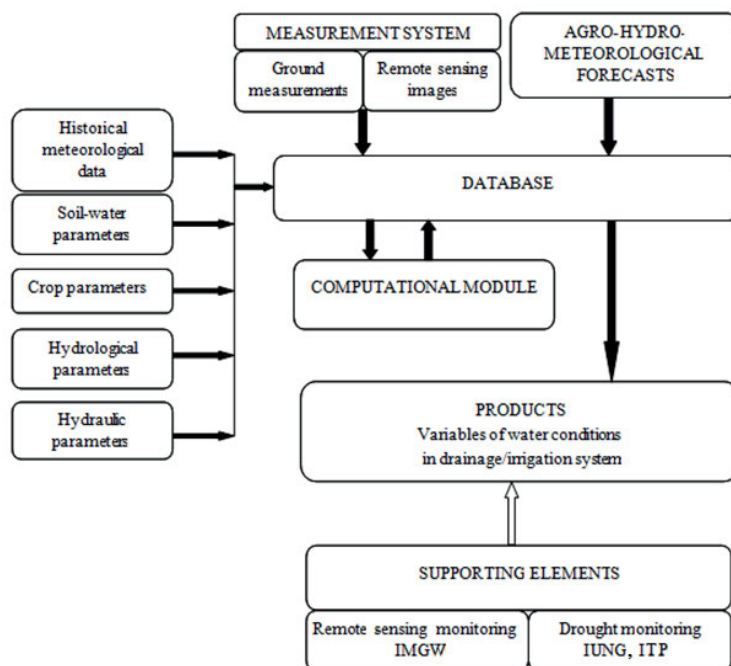 MEASUREMENT SYSTEM
Ground
measurements
Remote sensing
images
AGRO-HYDRO-
METEOROLOGICAL
FORECASTS
Historical
meteorological
data
Soil-water
parameters
Crop parameters
Hydrological
parameters
Hydraulic
parameters
DATABASE
COMPUTATIONAL MODULE
PRODUCTS
Variables of water conditions
in drainage/irrigation system
SUPPORTING ELEMENTS
Remote sensing monitoring
IMGW
Drought monitoring
IUNG, ITP